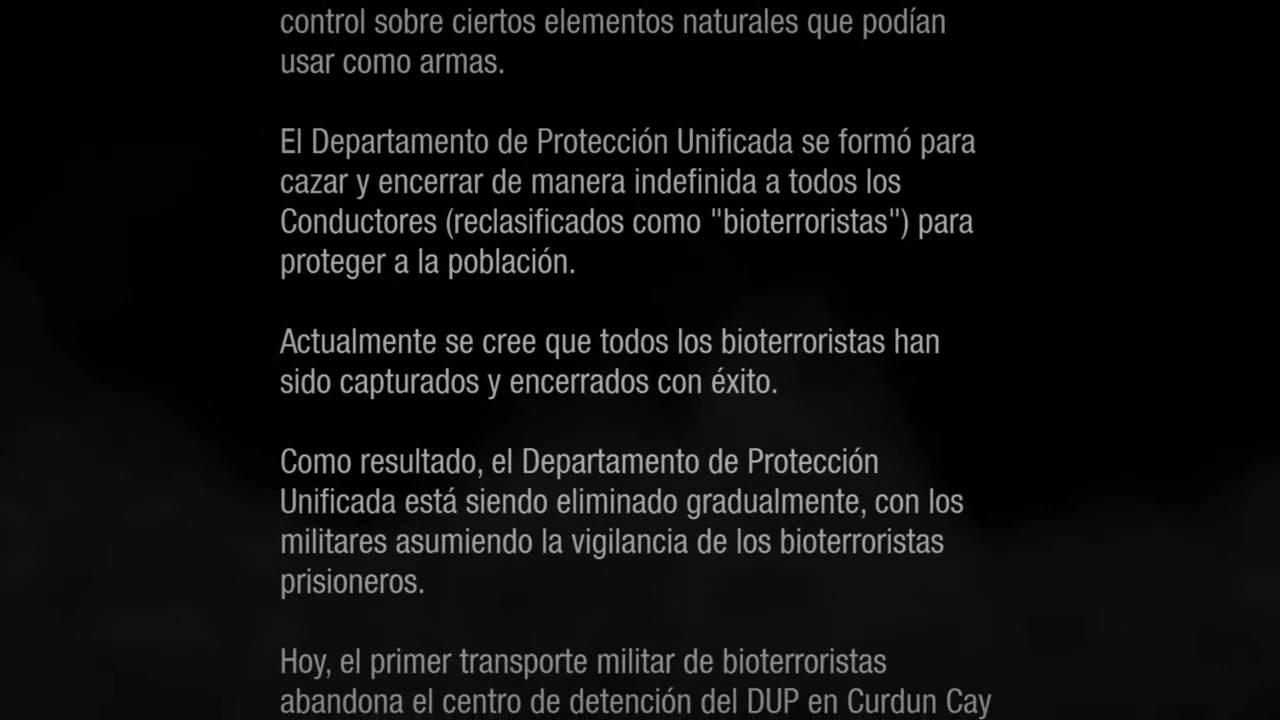 control sobre ciertos elementos naturales que podían
usar como armas.
El Departamento de Protección Unificada se formó para
cazar y encerrar de manera indefinida a todos los
Conductores (reclasificados como "bioterroristas") para
proteger a la población.
Actualmente se cree que todos los bioterroristas han
sido capturados y encerrados con éxito.
Como resultado, el Departamento de Protección
Unificada está siendo eliminado gradualmente, con los
militares asumiendo la vigilancia de los bioterroristas
prisioneros.
Hoy, el primer transporte militar de bioterroristas
abandona el centro de detención del DUP en Curdun Cay